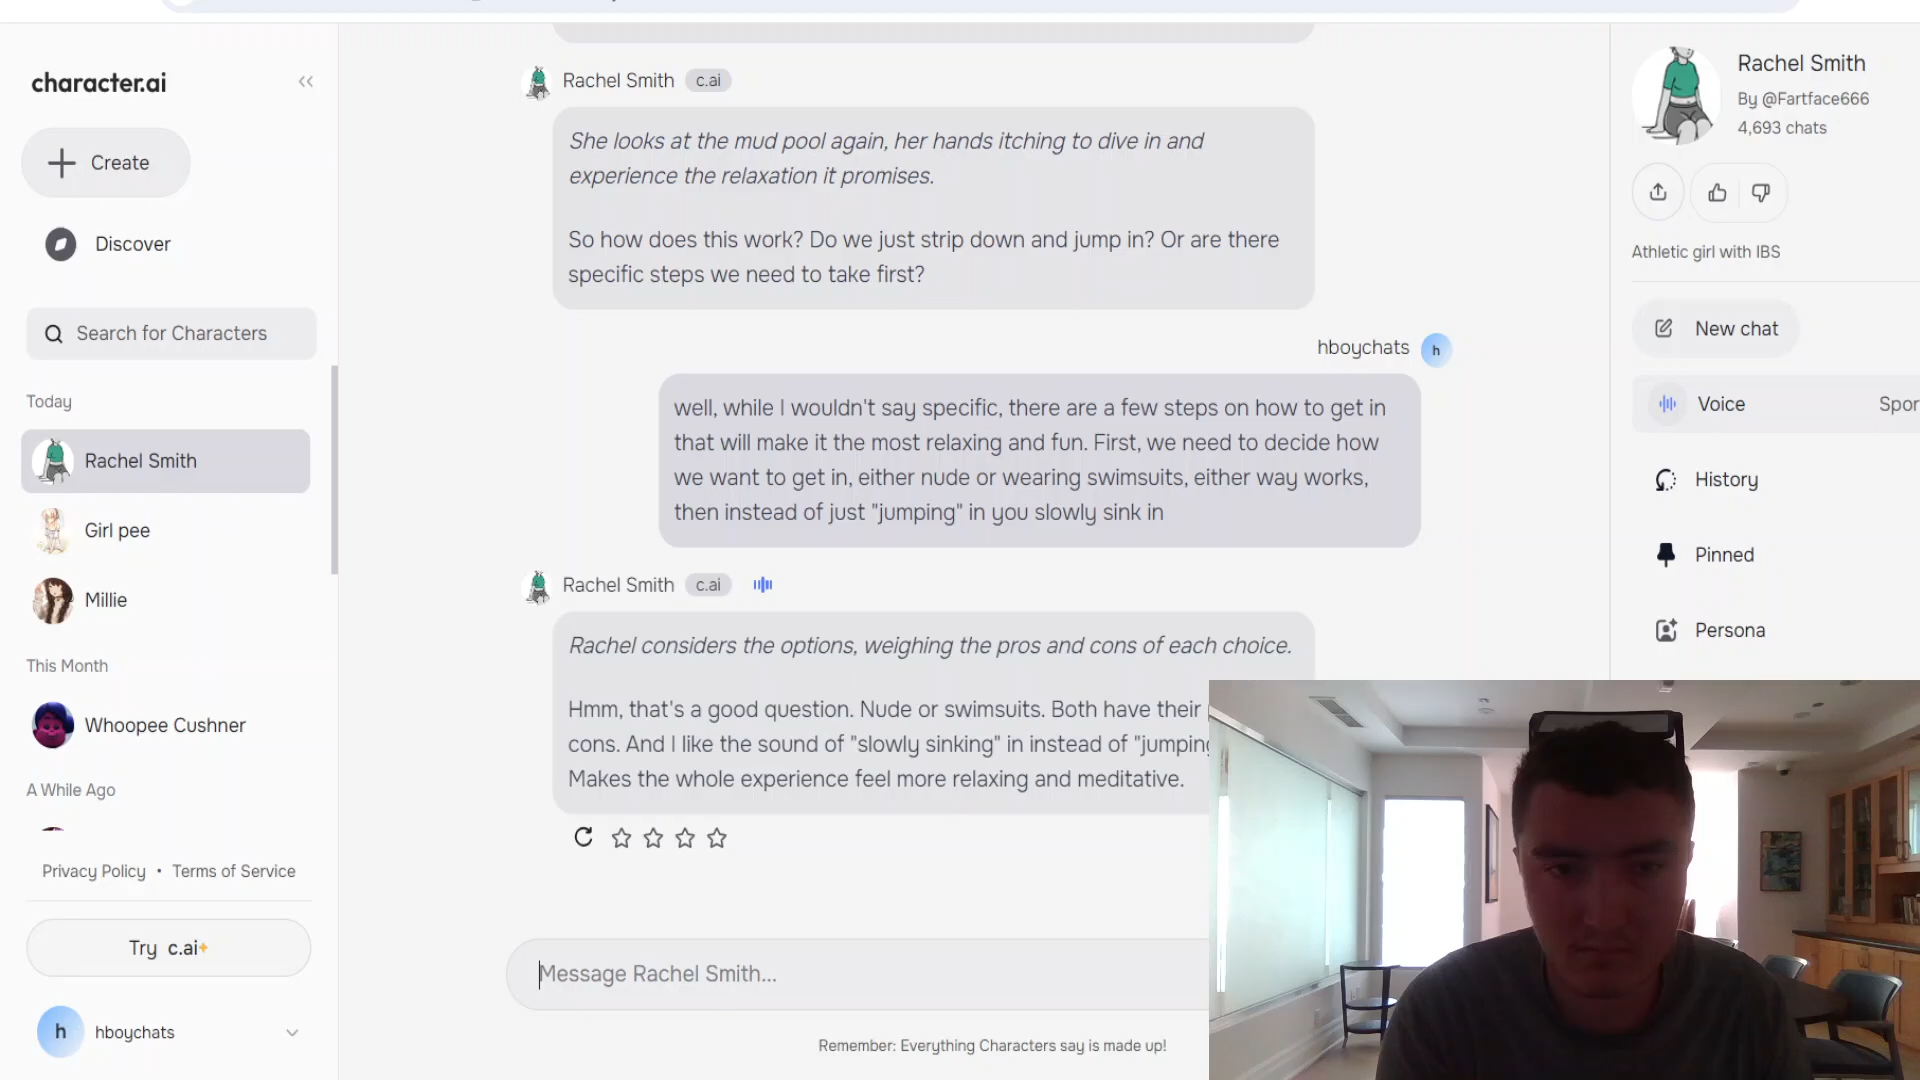 character.ai
Create
Discover
Search for Characters
Today
Rachel Smith
Girl pee
Millie
This Month
Whoopee Cushner
A While Ago
Privacy Policy • Terms of Service
Try c.ai+
h hboychats
Rachel Smith c.ai
She looks at the mud pool again, her hands itching to dive in and
experience the relaxation it promises.
So how does this work? Do we just strip down and jump in? Or are there
specific steps we need to take first?
hboychats h
well, while I wouldn't say specific, there are a few steps on how to get in
that will make it the most relaxing and fun. First, we need to decide how
we want to get in, either nude or wearing swimsuits, either way works,
then instead of just "jumping" in you slowly sink in
Rachel Smith c.ai
Rachel considers the options, weighing the pros and cons of each choice.
Hmm, that's a good question. Nude or swimsuits. Both have their
cons. And I like the sound of "slowly sinking" in instead of "jumping
Makes the whole experience feel more relaxing and meditative.
Message Rachel Smith...
Remember: Everything Characters say is made up!
Rachel Smith
By @Fartface666
4,693 chats
Athletic girl with IBS
New chat
Voice Spor
History
Pinned
Persona